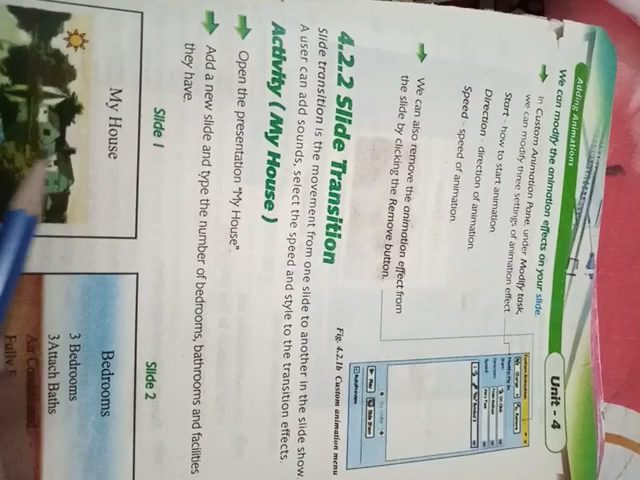 Adding Animations
Unit - 4
We can modify the animation effects on your slide.
In Custom Animation Pane, under Modify task,
we can modify three settings of animation effect
Start - how to start animation
Direction - direction of animation.
Speed - speed of animation
We can also remove the animation effect from
the slide by clicking the Remove button.
Fig. 4.2.1b Custom animation menu
4.2.2 Slide Transition
Slide transition is the movement from one slide to another in the slide show.
A user can add sounds, select the speed and style to the transition effects.
Activity ( My House )
Open the presentation "My House".
Add a new slide and type the number of bedrooms, bathrooms and facilities
they have.
Slide 1
Slide 2
My House
Bedrooms
3 Bedrooms
3Attach Baths
Air Conditioned
Fully